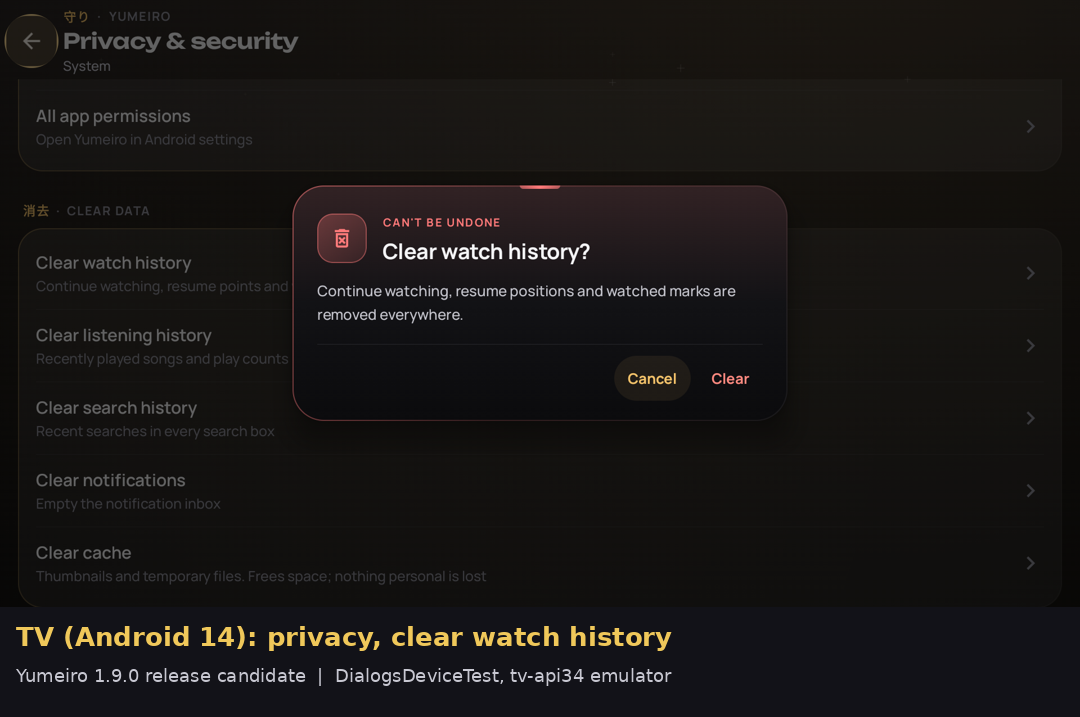 守り · YUMEIRO
Privacy & security
System
All app permissions
Open Yumeiro in Android settings
消去 · CLEAR DATA
Clear watch history
Continue watching, resume points and
Clear listening history
Recently played songs and play counts
Clear search history
Recent searches in every search box
Clear notifications
Empty the notification inbox
Clear cache
Thumbnails and temporary files. Frees space; nothing personal is lost
CAN'T BE UNDONE
Clear watch history?
Continue watching, resume positions and watched marks are
removed everywhere.
Cancel Clear
TV (Android 14): privacy, clear watch history
Yumeiro 1.9.0 release candidate | DialogsDeviceTest, tv-api34 emulator